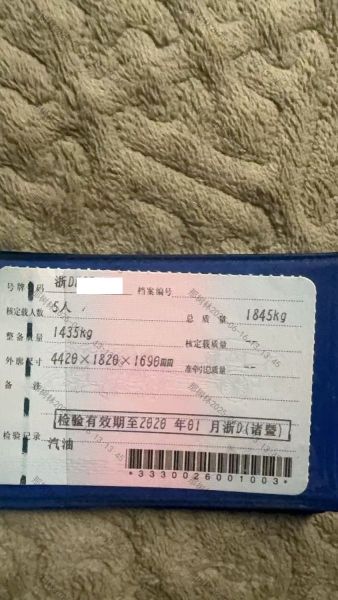 号牌号码 浙D 档案编号
核定载人数 5人 总质量 1845kg
整备质量 1435kg 核定载质量
外廓尺寸 4420×1820×1690mm 准牵引总质量 --
备注
检验有效期至2020 年01 月浙D(诸暨)
检验记录
汽油
*3330026001003*